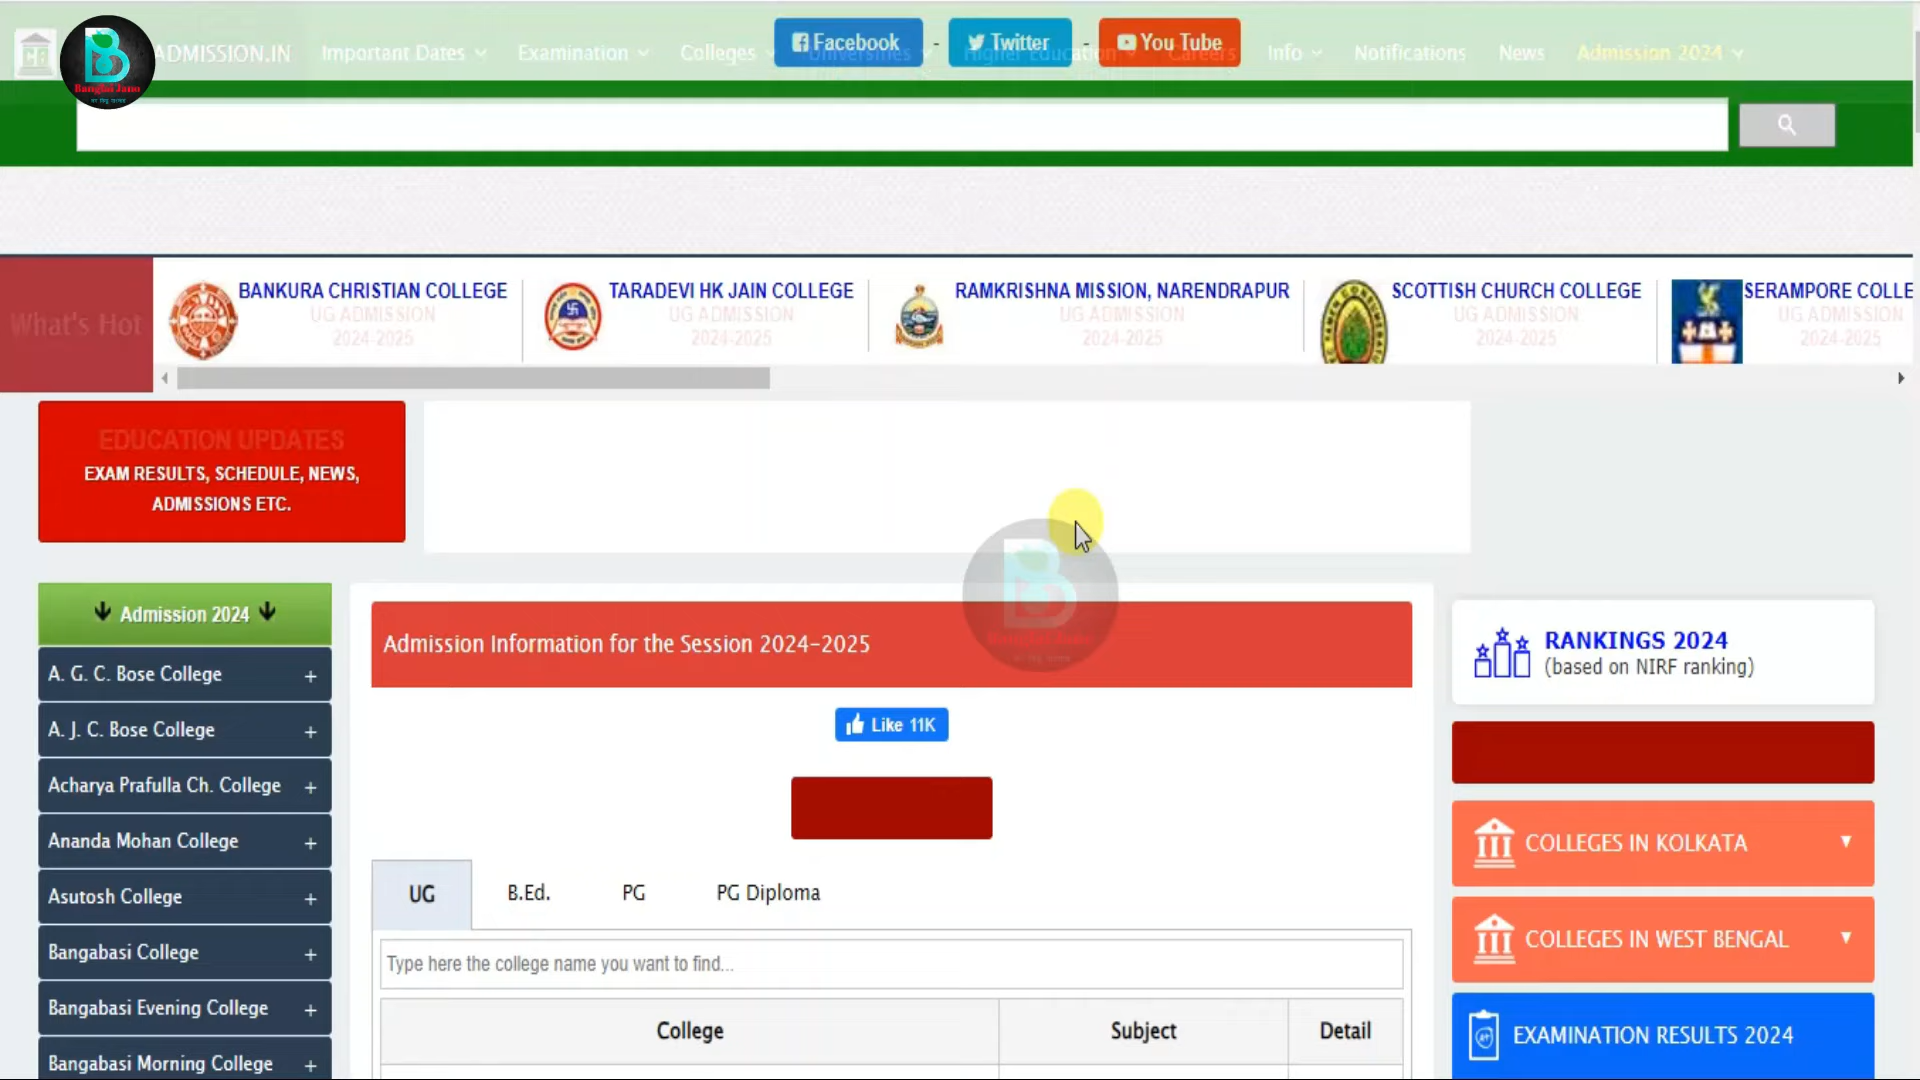 ADMISSION.IN
Important Dates
Examination
Colleges
Universities
Higher Education
Careers
Info
Notifications
News
Admission 2024
Facebook
-
Twitter
-
You Tube
Banglai Jano
What's Hot
BANKURA CHRISTIAN COLLEGE
UG ADMISSION
2024-2025
TARADEVI HK JAIN COLLEGE
UG ADMISSION
2024-2025
RAMKRISHNA MISSION, NARENDRAPUR
UG ADMISSION
2024-2025
SCOTTISH CHURCH COLLEGE
UG ADMISSION
2024-2025
SERAMPORE COLLE
UG ADMISSION
2024-2025
EDUCATION UPDATES
EXAM RESULTS, SCHEDULE, NEWS,
ADMISSIONS ETC.
Admission 2024
A. G. C. Bose College +
A. J. C. Bose College +
Acharya Prafulla Ch. College +
Ananda Mohan College +
Asutosh College +
Bangabasi College +
Bangabasi Evening College +
Bangabasi Morning College +
Admission Information for the Session 2024-2025
Like 11K
UG
B.Ed.
PG
PG Diploma
Type here the college name you want to find...
College
Subject
Detail
RANKINGS 2024
(based on NIRF ranking)
COLLEGES IN KOLKATA
COLLEGES IN WEST BENGAL
EXAMINATION RESULTS 2024